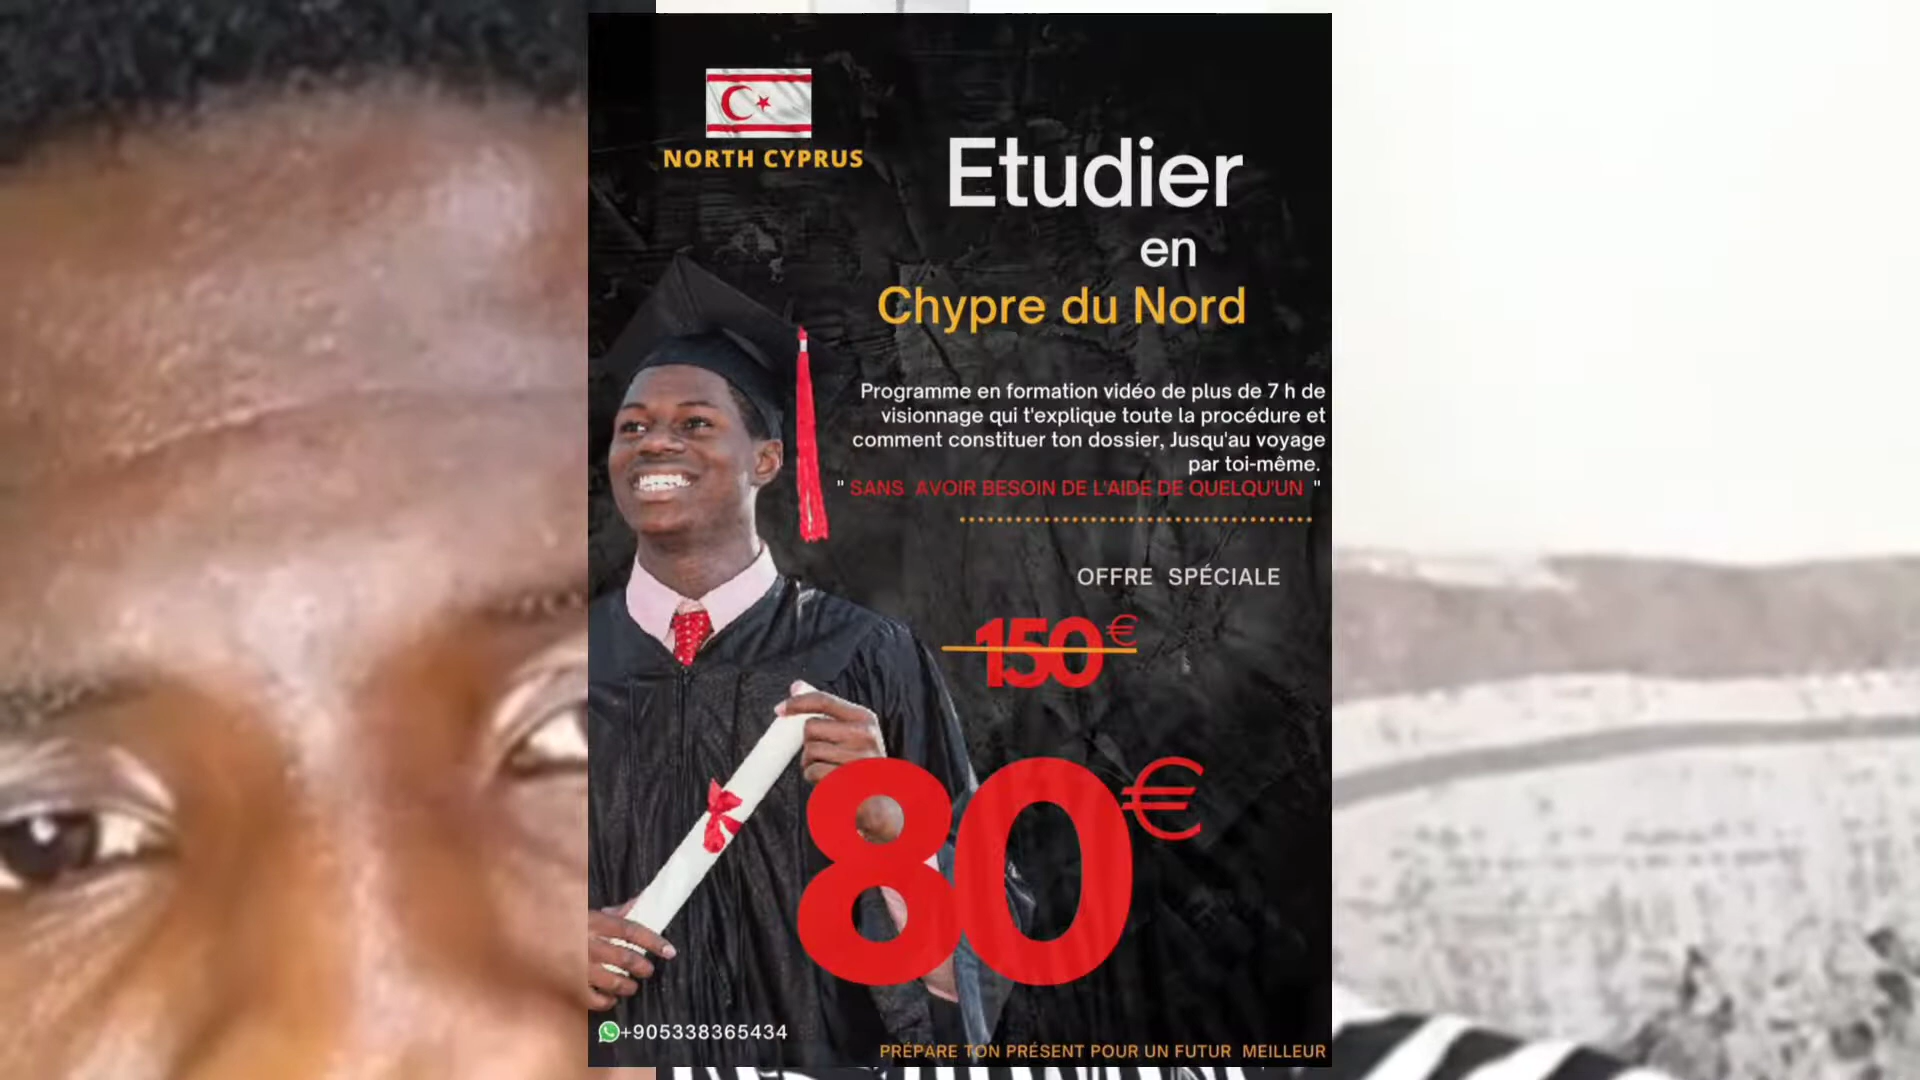 NORTH CYPRUS
Etudier
en
Chypre du Nord
Programme en formation vidéo de plus de 7 h de
visionnage qui t'explique toute la procédure et
comment constituer ton dossier, Jusqu'au voyage
par toi-même.
" SANS AVOIR BESOIN DE L'AIDE DE QUELQU'UN "
OFFRE SPÉCIALE
150€
80€
+905338365434
PRÉPARE TON PRÉSENT POUR UN FUTUR MEILLEUR